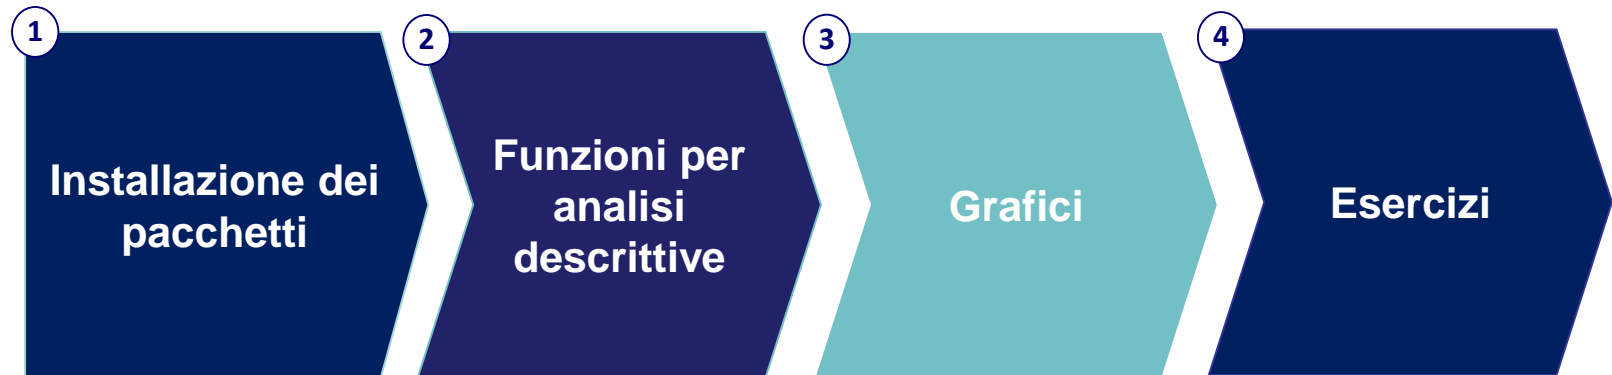 1
Installazione dei
pacchetti
2
Funzioni per
analisi
descrittive
3
Grafici
4
Esercizi